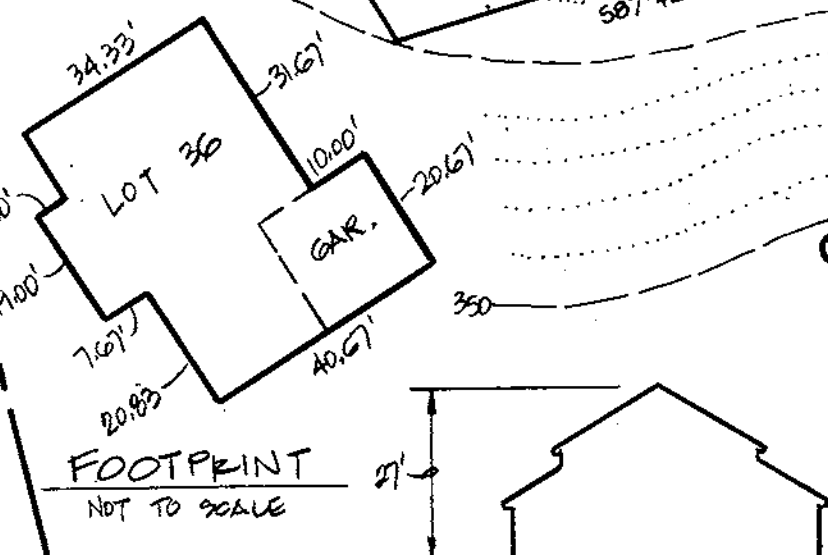 34.33'
31.67'
10.00'
20.67'
LOT 36
GAR.
7.67'
20.83
40.67'
350
FOOTPRINT
NOT TO SCALE
27'